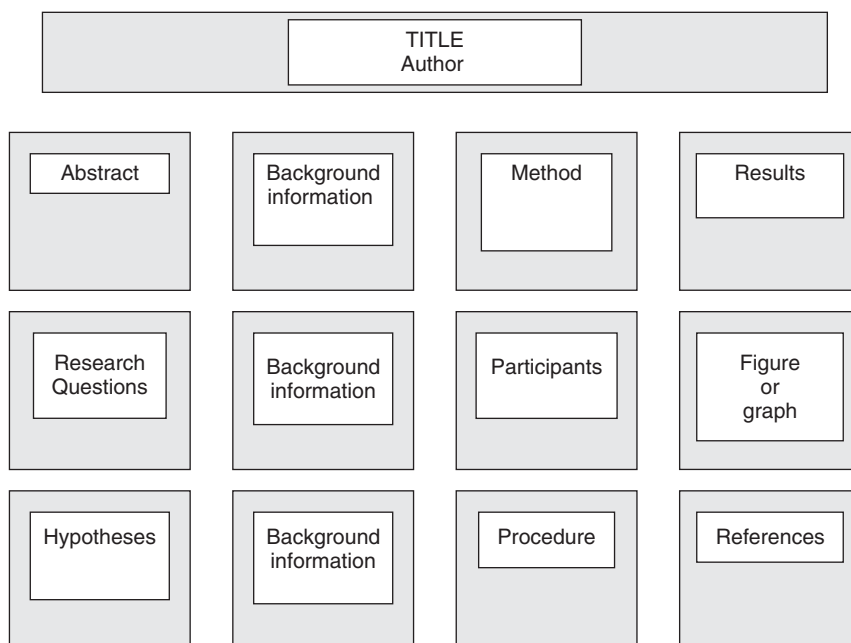 TITLE
Author
Abstract
Background
information
Method
Results
Research
Questions
Background
information
Participants
Figure
or
graph
Hypotheses
Background
information
Procedure
References